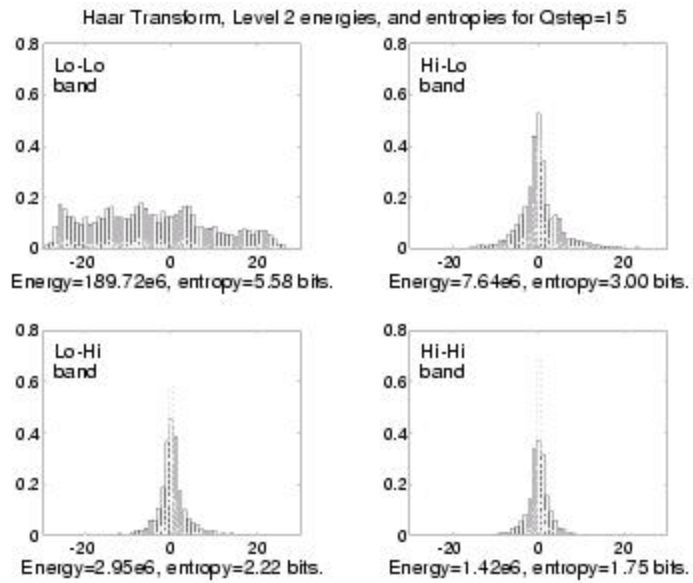 Haar Transform, Level 2 energies, and entropies for Qstep=15
0.8
0.6
0.4
0.2
0
Lo-Lo
band
-20 0 20
Energy=189.72e6, entropy=5.58 bits.
0.8
0.6
0.4
0.2
0
Hi-Lo
band
-20 0 20
Energy=7.64e6, entropy=3.00 bits.
0.8
0.6
0.4
0.2
0
Lo-Hi
band
-20 0 20
Energy=2.95e6, entropy=2.22 bits.
0.8
0.6
0.4
0.2
0
Hi-Hi
band
-20 0 20
Energy=1.42e6, entropy=1.75 bits.